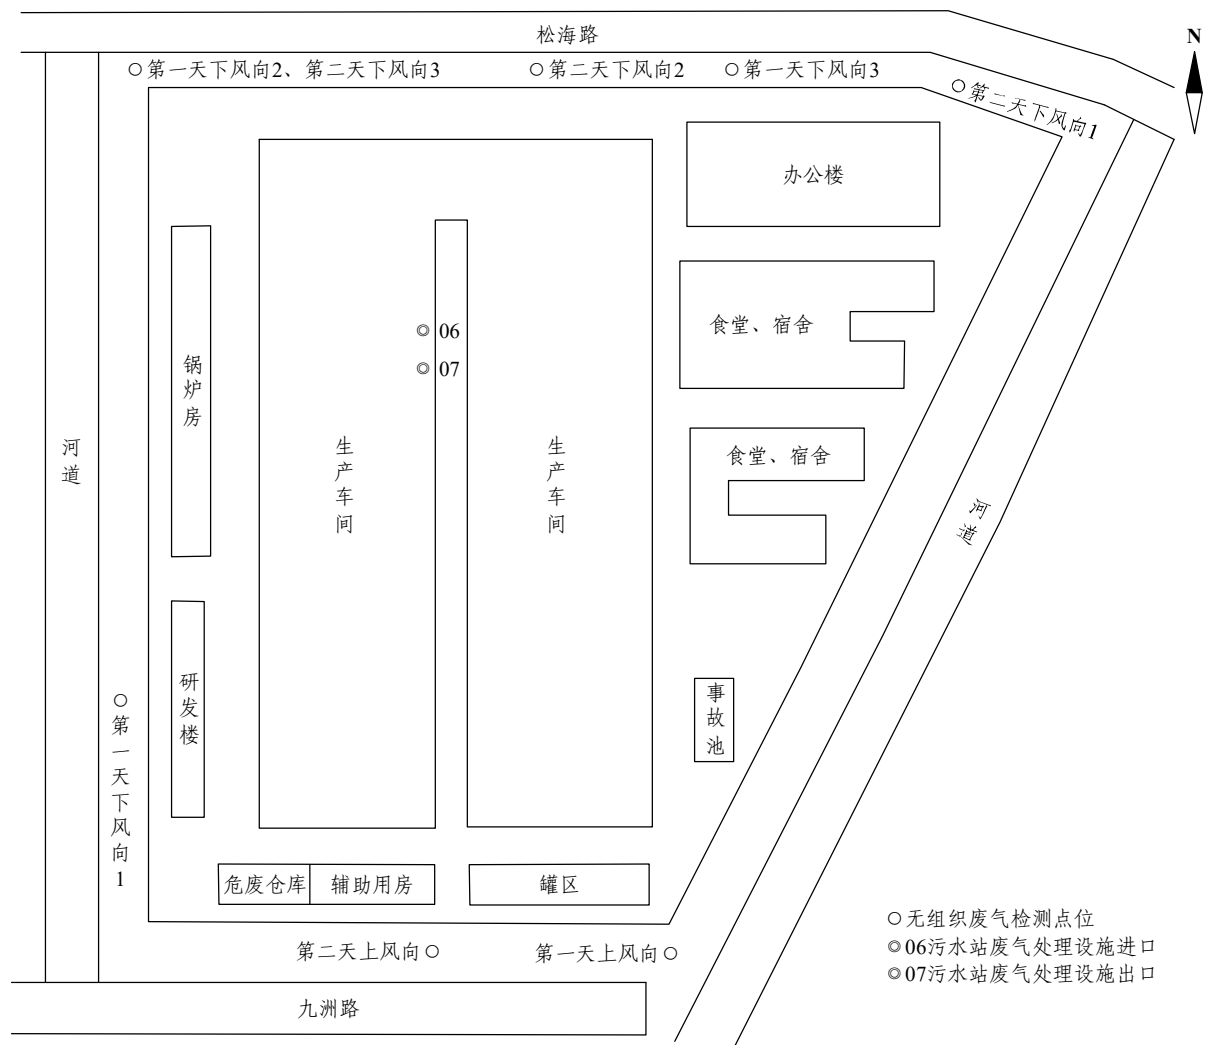 松海路
N
○第一天下风向2、第二天下风向3
○第二天下风向2
○第一天下风向3
○第二天下风向1
办公楼
食堂、宿舍
◎06
◎07
锅炉房
河道
生产车间
生产车间
食堂、宿舍
河道
研发楼
事故池
○第一天下风向1
危废仓库
辅助用房
罐区
第二天上风向○
第一天上风向○
○无组织废气检测点位
◎06污水站废气处理设施进口
◎07污水站废气处理设施出口
九洲路